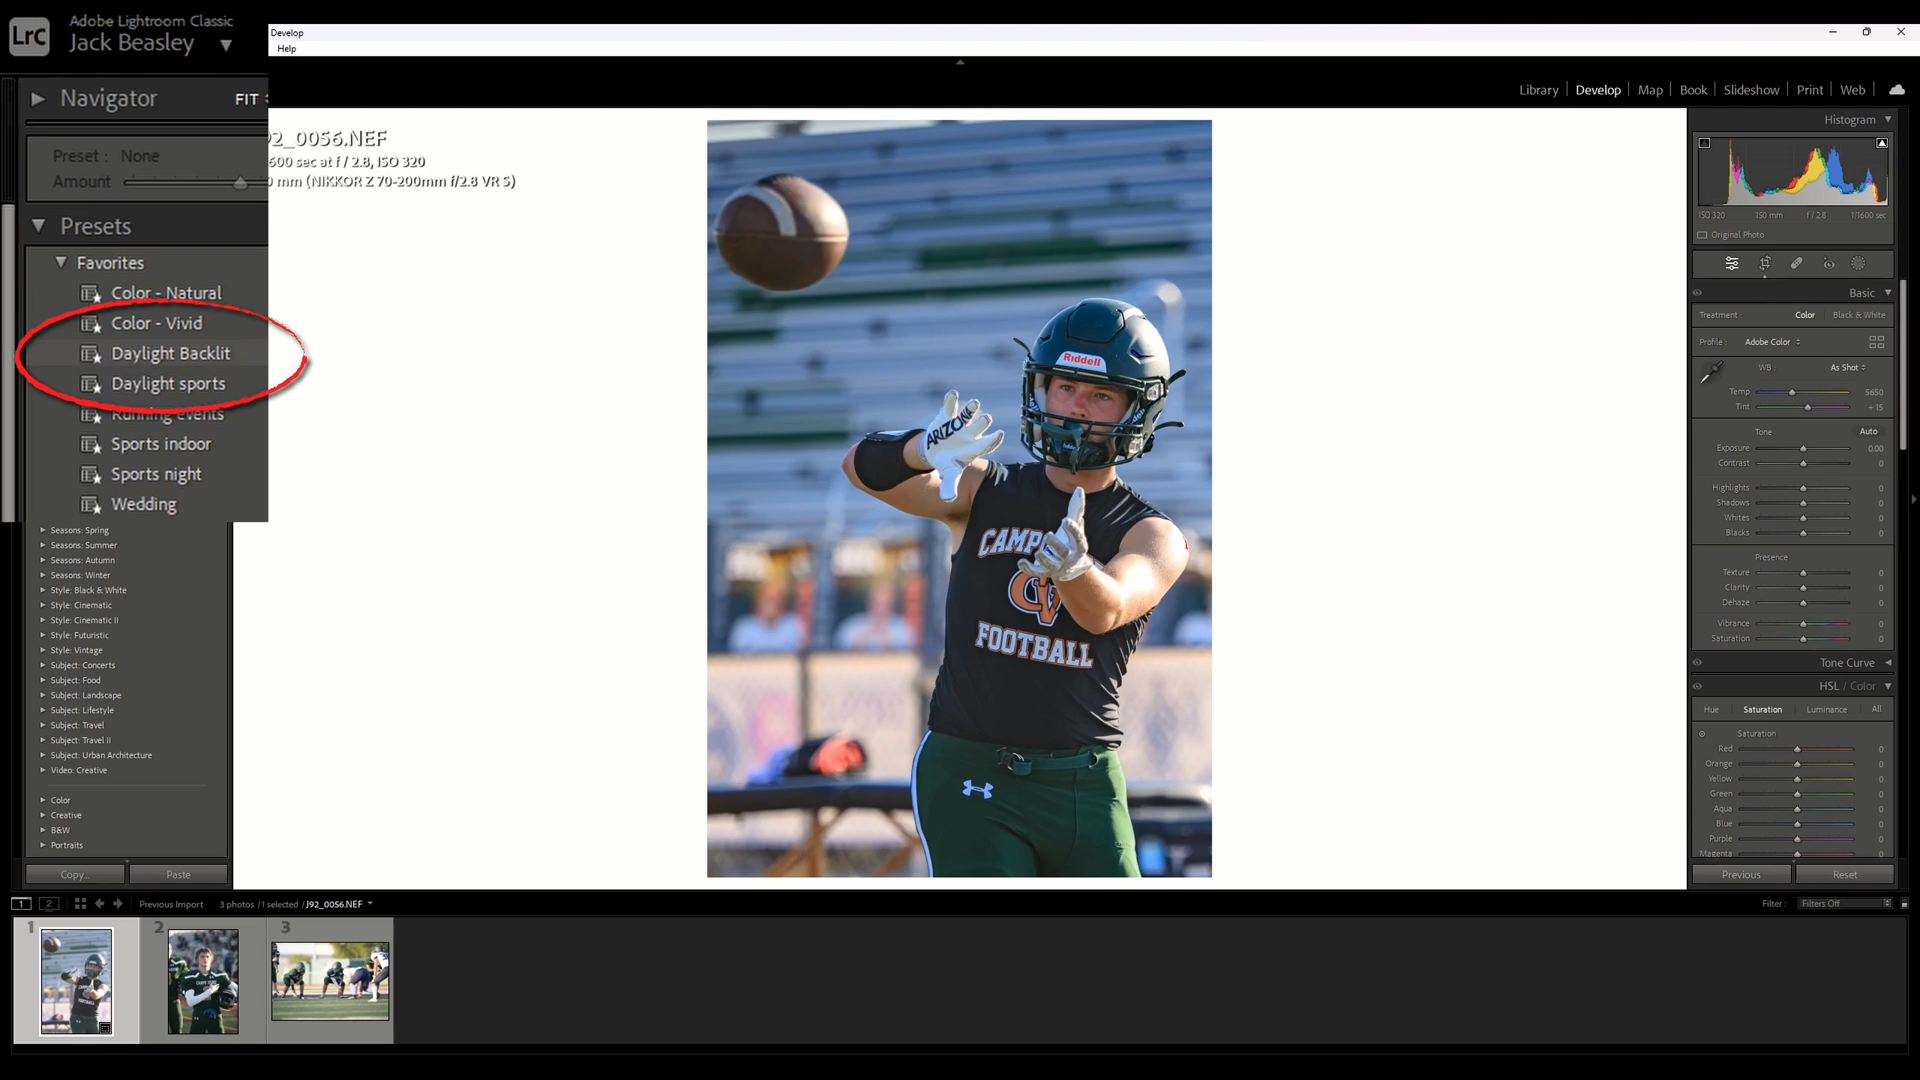 LrC
Adobe Lightroom Classic
Jack Beasley
Develop
Help
Library | Develop | Map | Book | Slideshow | Print | Web
Navigator FIT
Preset : None
Amount
Presets
Favorites
Color - Natural
Color - Vivid
Daylight Backlit
Daylight sports
Running events
Sports indoor
Sports night
Wedding
Seasons: Spring
Seasons: Summer
Seasons: Autumn
Seasons: Winter
Style: Black & White
Style: Cinematic
Style: Cinematic II
Style: Futuristic
Style: Vintage
Subject: Concerts
Subject: Food
Subject: Landscape
Subject: Lifestyle
Subject: Travel
Subject: Travel II
Subject: Urban Architecture
Video: Creative
Color
Creative
B&W
Portraits
Copy... Paste
92_0056.NEF
600 sec at f / 2.8, ISO 320
mm (NIKKOR Z 70-200mm f/2.8 VR S)
Riddell
ARIZONA
CAMP
CV
FOOTBALL
Histogram
ISO 320 150 mm f / 2.8 1/1600 sec
Original Photo
Basic
Treatment : Color Black & White
Profile : Adobe Color
WB : As Shot
Temp 5650
Tint + 15
Tone Auto
Exposure 0.00
Contrast 0
Highlights 0
Shadows 0
Whites 0
Blacks 0
Presence
Texture 0
Clarity 0
Dehaze 0
Vibrance 0
Saturation 0
Tone Curve
HSL / Color
Hue Saturation Luminance All
Saturation
Red 0
Orange 0
Yellow 0
Green 0
Aqua 0
Blue 0
Purple 0
Magenta 0
Previous Reset
1 2 Previous Import 3 photos / 1 selected / J92_0056.NEF Filter : Filters Off
1 2 3
FOOTBALL